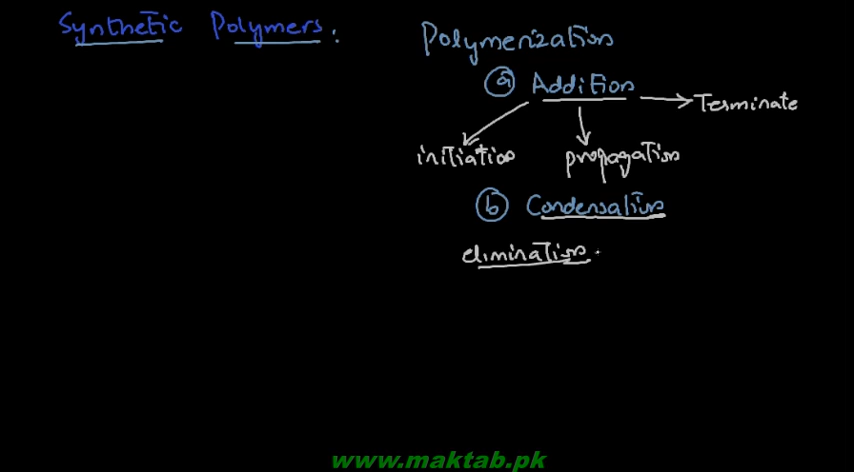 Synthetic Polymers:
Polymerization
(a) Addition
Terminate
initiation propagation
(b) Condensation
elimination.
www.maktab.pk